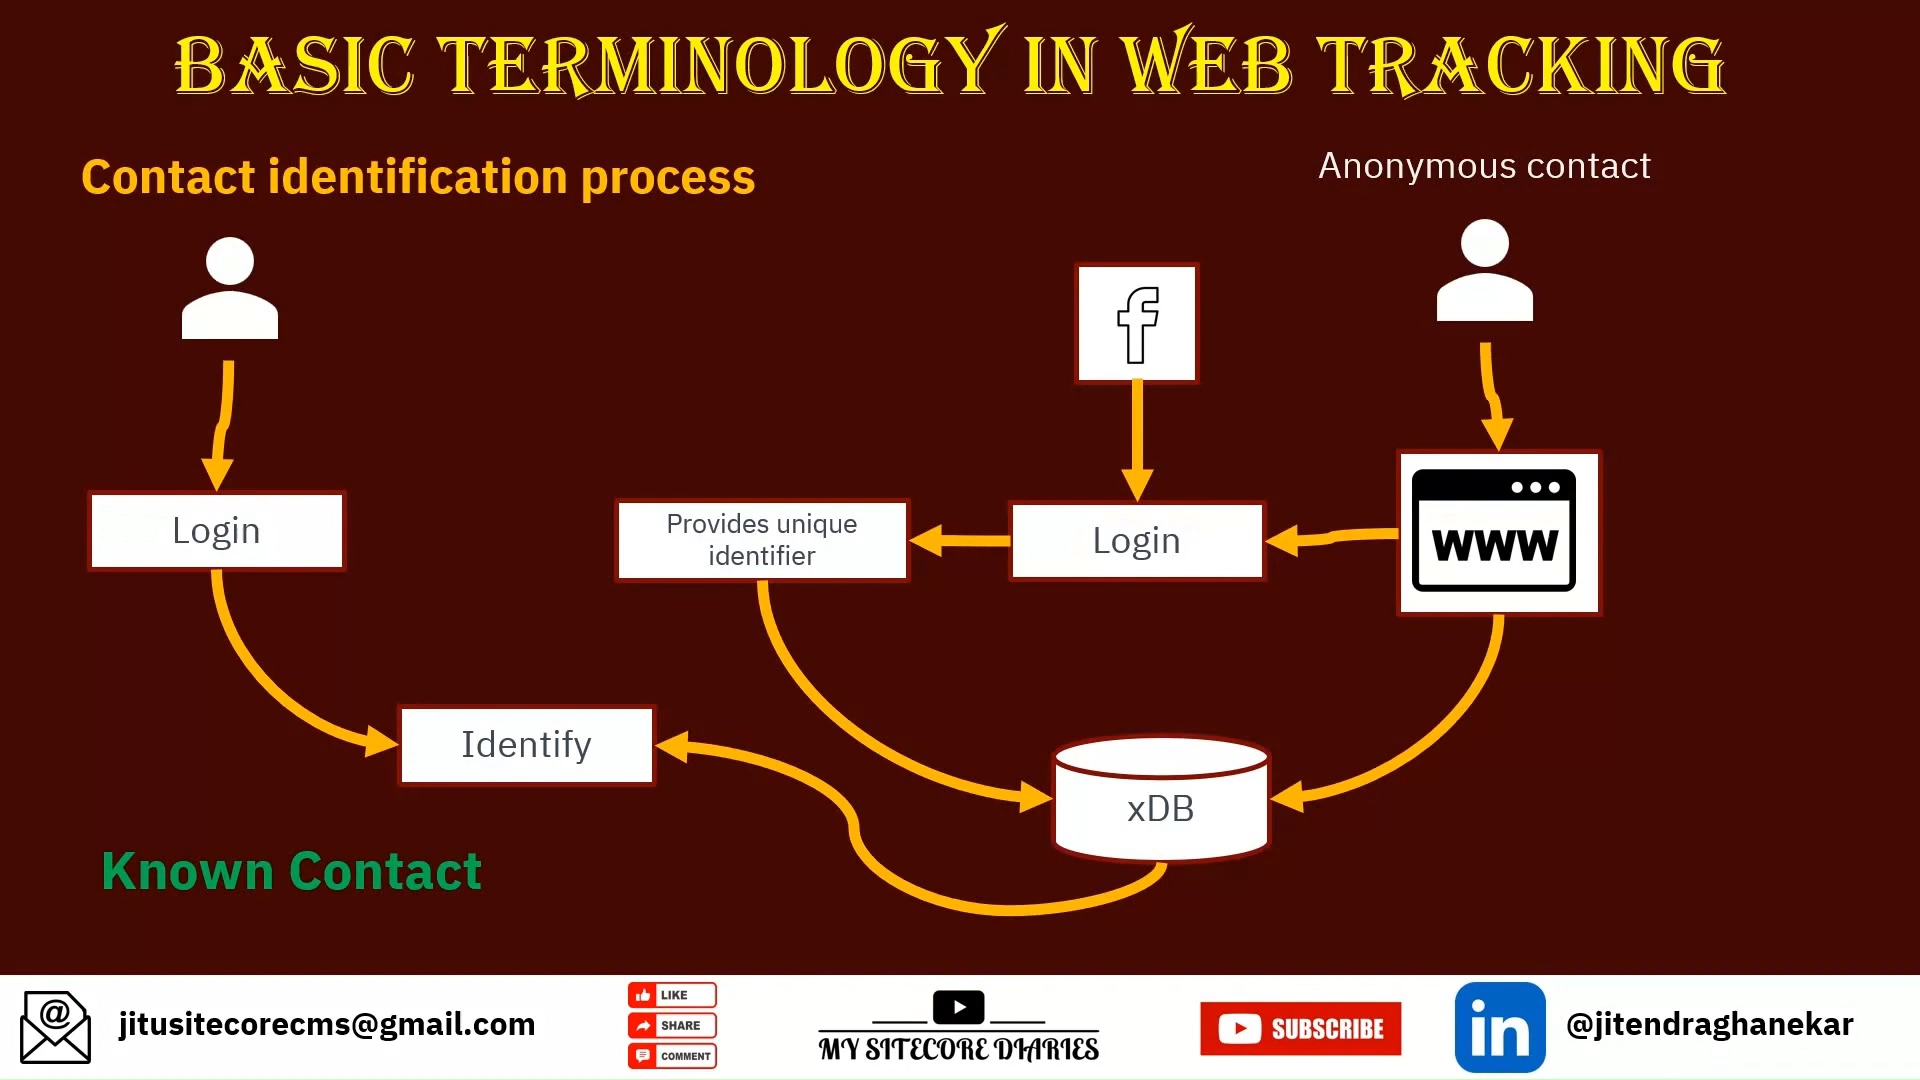 BASIC TERMINOLOGY IN WEB TRACKING
Contact identification process
Anonymous contact
f
Login
Provides unique
identifier
Login
www
Identify
xDB
Known Contact
@
jitusitecorecms@gmail.com
LIKE
SHARE
COMMENT
MY SITECORE DIARIES
SUBSCRIBE
in
@jitendraghanekar